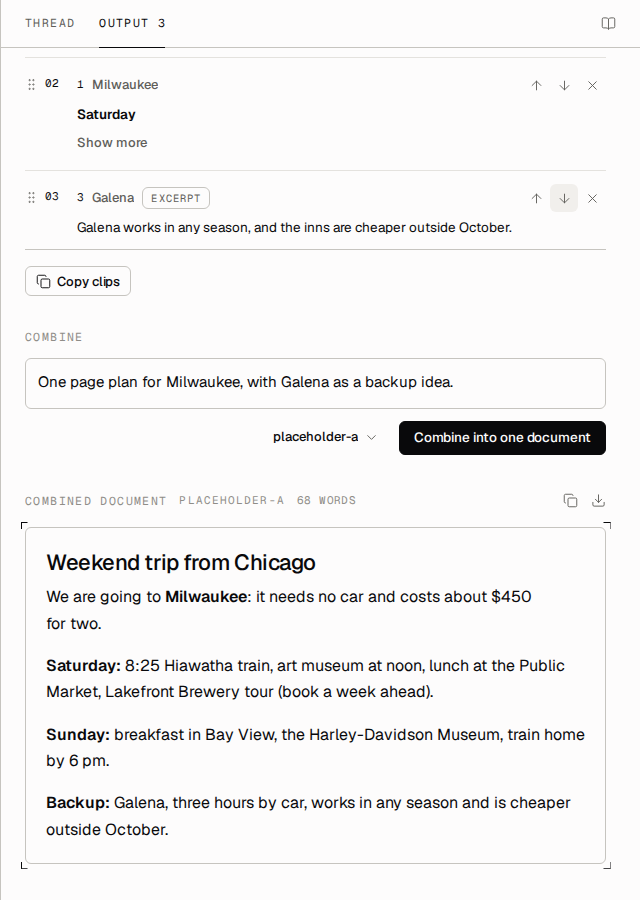 THREAD OUTPUT 3
02 1 Milwaukee
Saturday
Show more
03 3 Galena EXCERPT
Galena works in any season, and the inns are cheaper outside October.
Copy clips
COMBINE
One page plan for Milwaukee, with Galena as a backup idea.
placeholder-a Combine into one document
COMBINED DOCUMENT PLACEHOLDER-A 68 WORDS
Weekend trip from Chicago
We are going to Milwaukee: it needs no car and costs about $450
for two.
Saturday: 8:25 Hiawatha train, art museum at noon, lunch at the Public
Market, Lakefront Brewery tour (book a week ahead).
Sunday: breakfast in Bay View, the Harley-Davidson Museum, train home
by 6 pm.
Backup: Galena, three hours by car, works in any season and is cheaper
outside October.